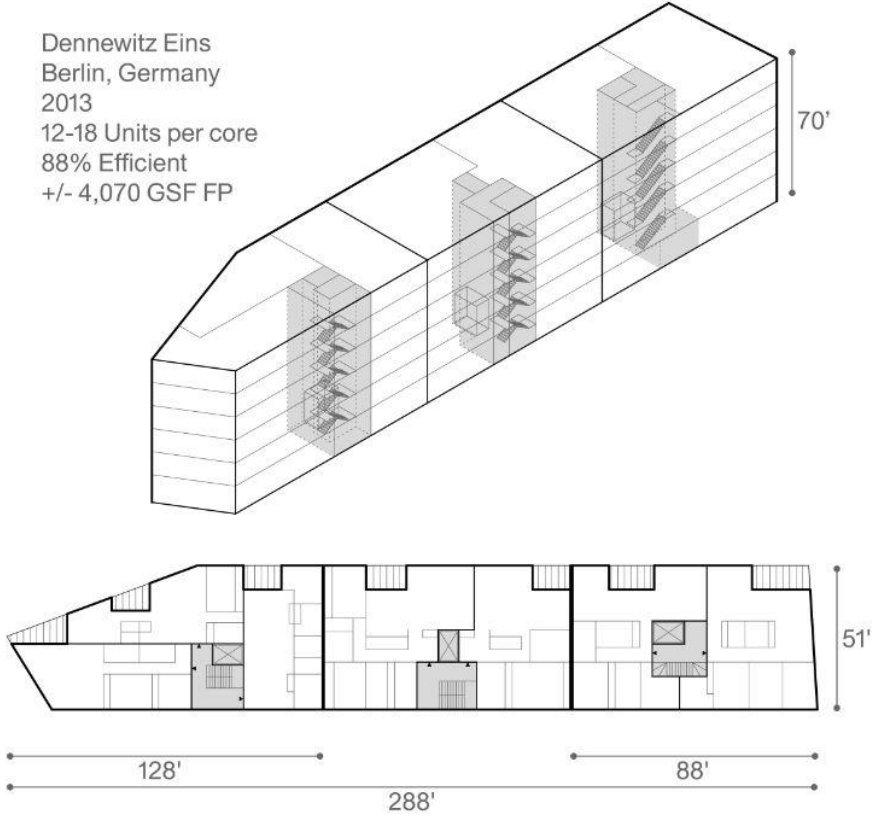 Dennewitz Eins
Berlin, Germany
2013
12-18 Units per core
88% Efficient
+/- 4,070 GSF FP
70'
51'
128'
88'
288'